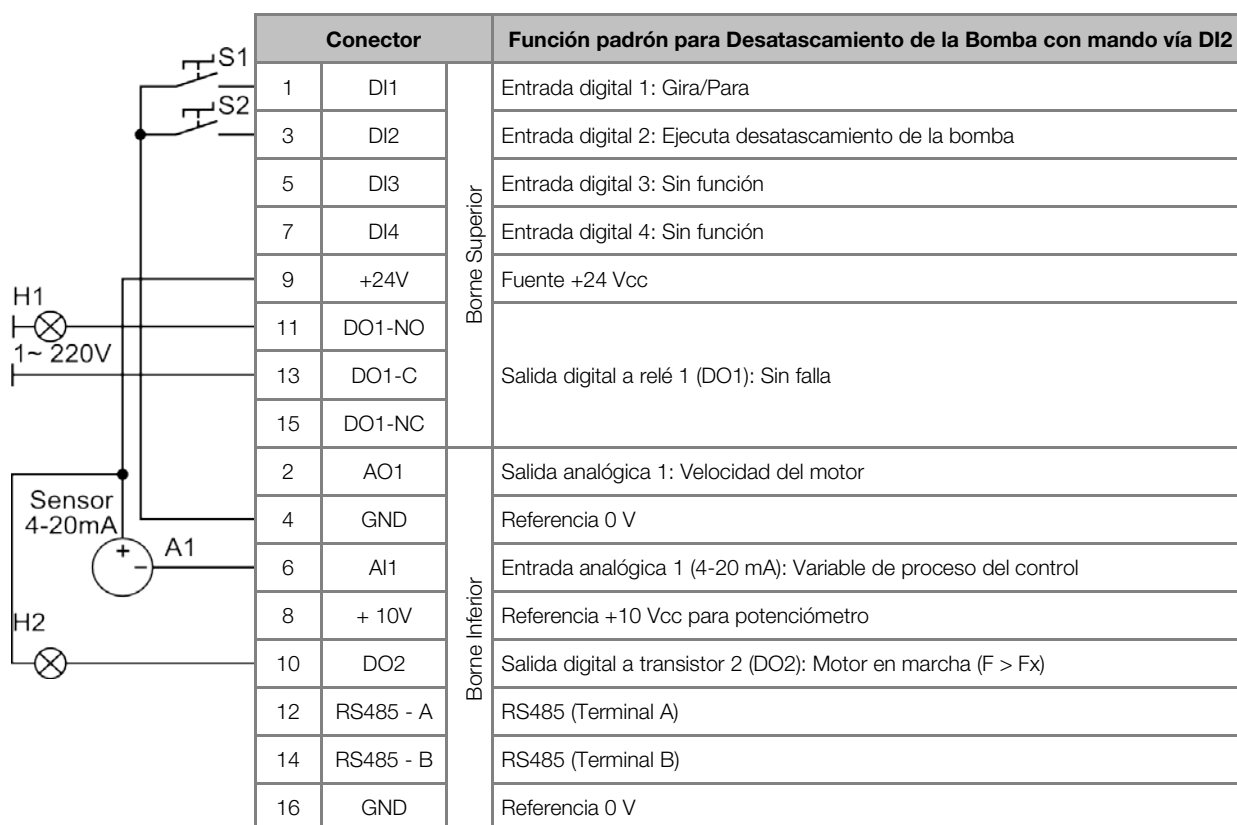 Conector Función padrón para Desatascamiento de la Bomba con mando vía DI2
S1
1 DI1 Entrada digital 1: Gira/Para
S2
3 DI2 Entrada digital 2: Ejecuta desatascamiento de la bomba
5 DI3 Entrada digital 3: Sin función
7 DI4 Entrada digital 4: Sin función
Borne Superior
9 +24V Fuente +24 Vcc
H1
11 DO1-NO
1~ 220V
13 DO1-C Salida digital a relé 1 (DO1): Sin falla
15 DO1-NC
2 AO1 Salida analógica 1: Velocidad del motor
Sensor
4-20mA
4 GND Referencia 0 V
+ - A1
6 AI1 Entrada analógica 1 (4-20 mA): Variable de proceso del control
Borne Inferior
8 + 10V Referencia +10 Vcc para potenciómetro
H2
10 DO2 Salida digital a transistor 2 (DO2): Motor en marcha (F > Fx)
12 RS485 - A RS485 (Terminal A)
14 RS485 - B RS485 (Terminal B)
16 GND Referencia 0 V